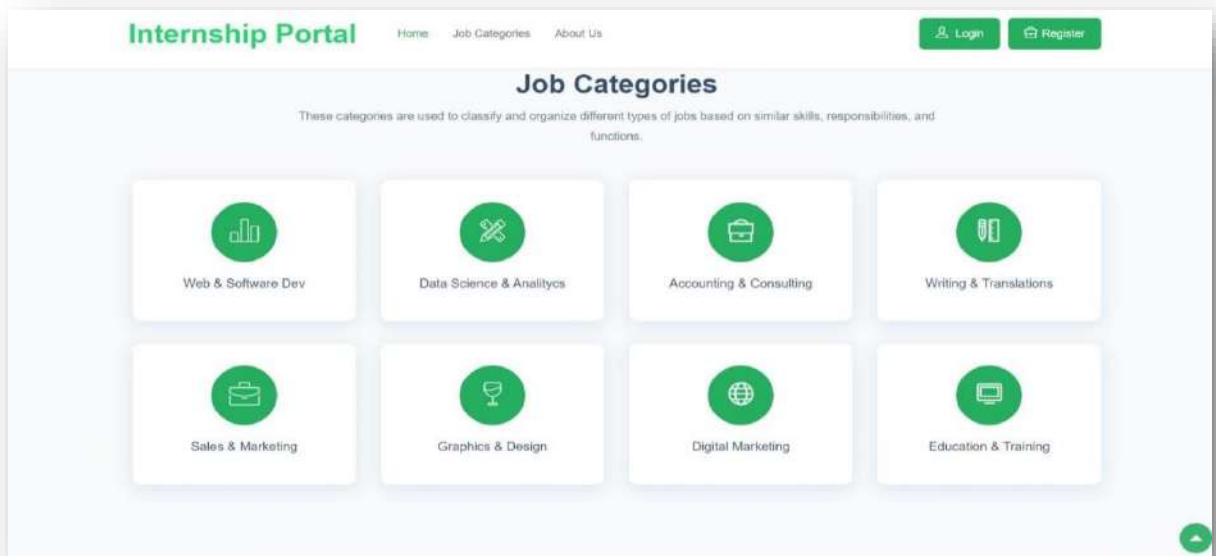 Internship Portal Home Job Categories About Us Login Register
Job Categories
These categories are used to classify and organize different types of jobs based on similar skills, responsibilities, and
functions.
Web & Software Dev Data Science & Analitycs Accounting & Consulting Writing & Translations
Sales & Marketing Graphics & Design Digital Marketing Education & Training